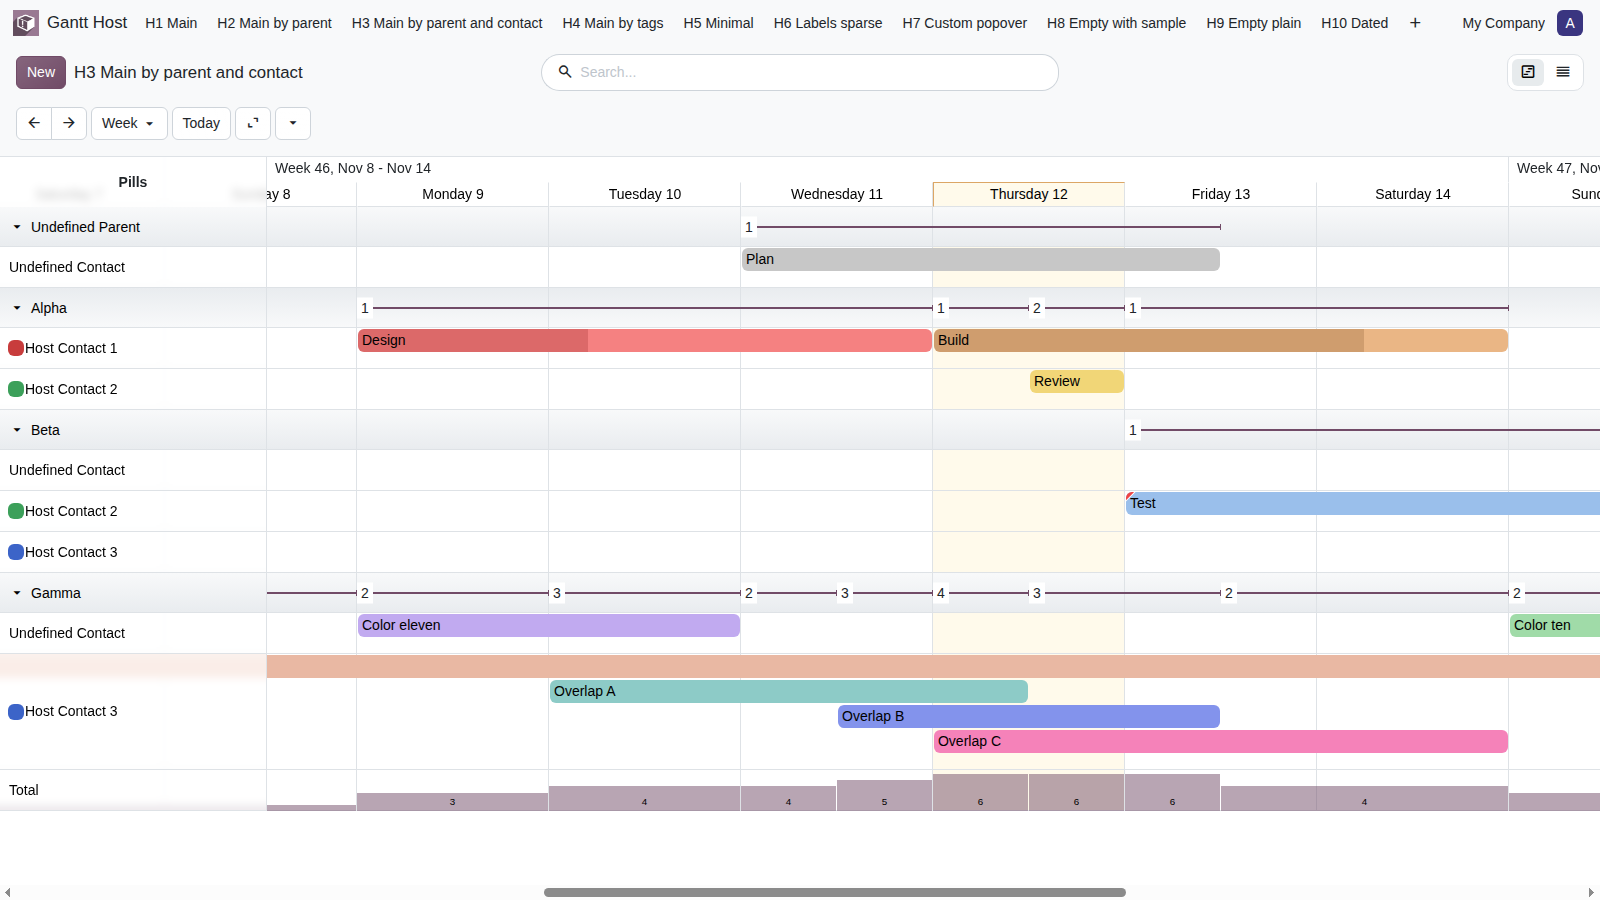 Gantt Host H1 Main H2 Main by parent H3 Main by parent and contact H4 Main by tags H5 Minimal H6 Labels sparse H7 Custom popover H8 Empty with sample H9 Empty plain H10 Dated + My Company A
New H3 Main by parent and contact Search...
Week Today
Week 46, Nov 8 - Nov 14 Week 47, Nov
Pills
ay 8 Monday 9 Tuesday 10 Wednesday 11 Thursday 12 Friday 13 Saturday 14 Sund
Undefined Parent 1
Undefined Contact Plan
Alpha 1 1 2 1
Host Contact 1 Design Build
Host Contact 2 Review
Beta 1
Undefined Contact
Host Contact 2 Test
Host Contact 3
Gamma 2 3 2 3 4 3 2 2
Undefined Contact Color eleven Color ten
Overlap A
Host Contact 3 Overlap B
Overlap C
Total
3 4 4 5 6 6 6 4